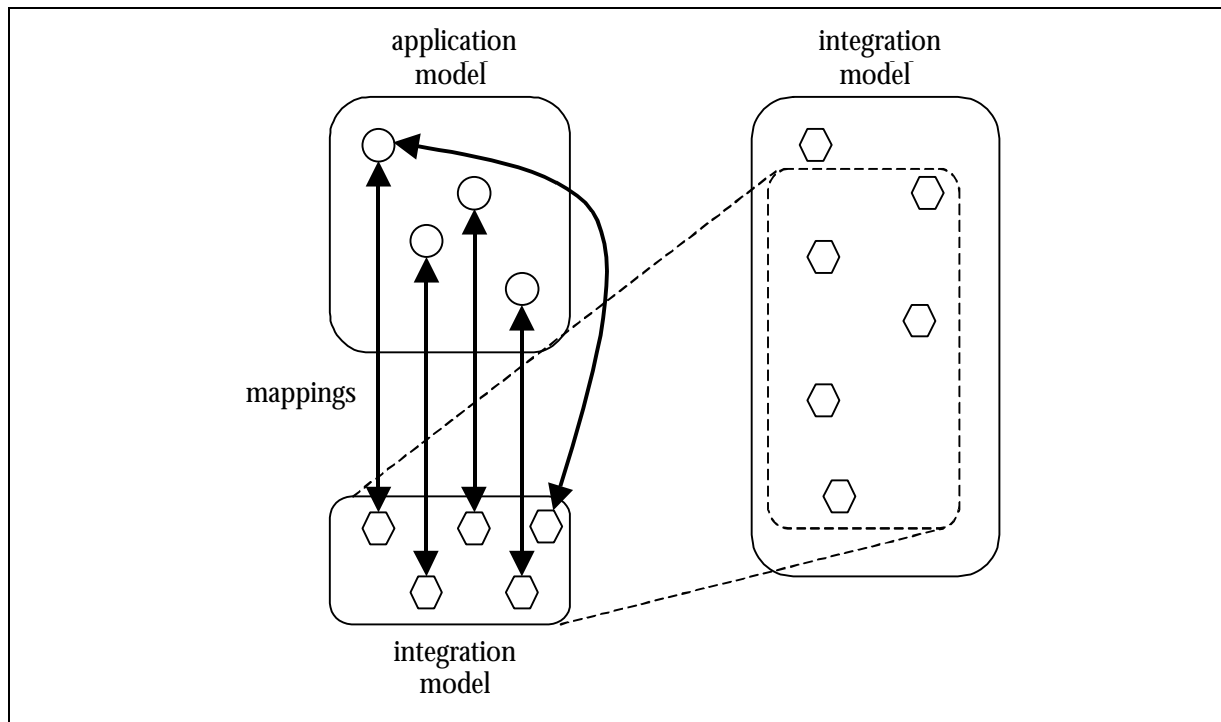 application
model
integration
model
mappings
integration
model